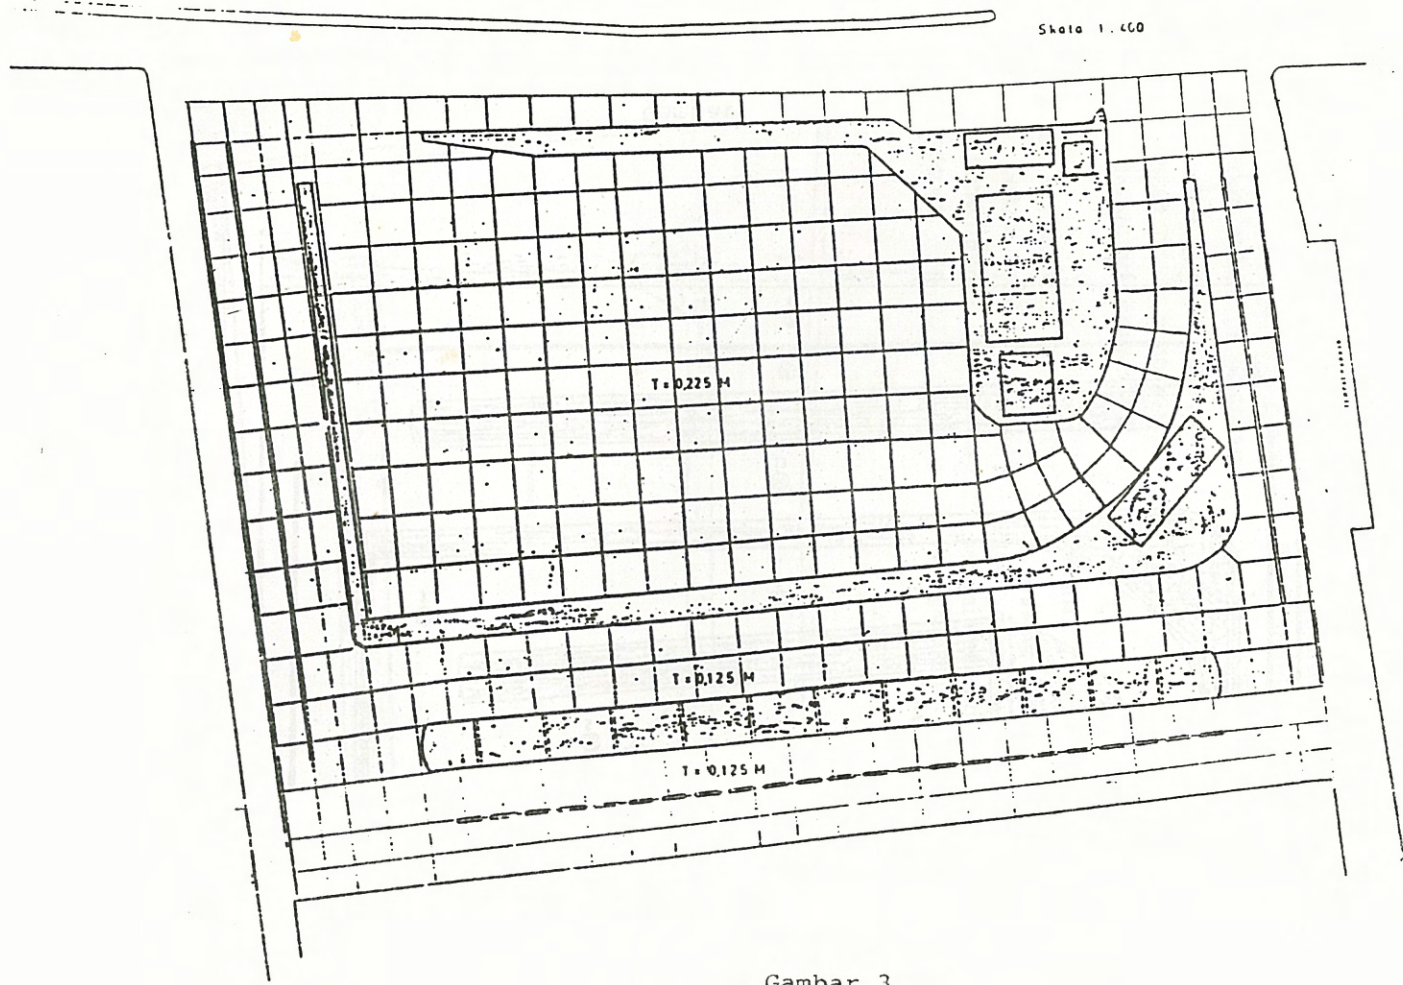 Skala 1 : 400
T = 0,225 M
T = 0,125 M
T = 0,125 M
Gambar 3